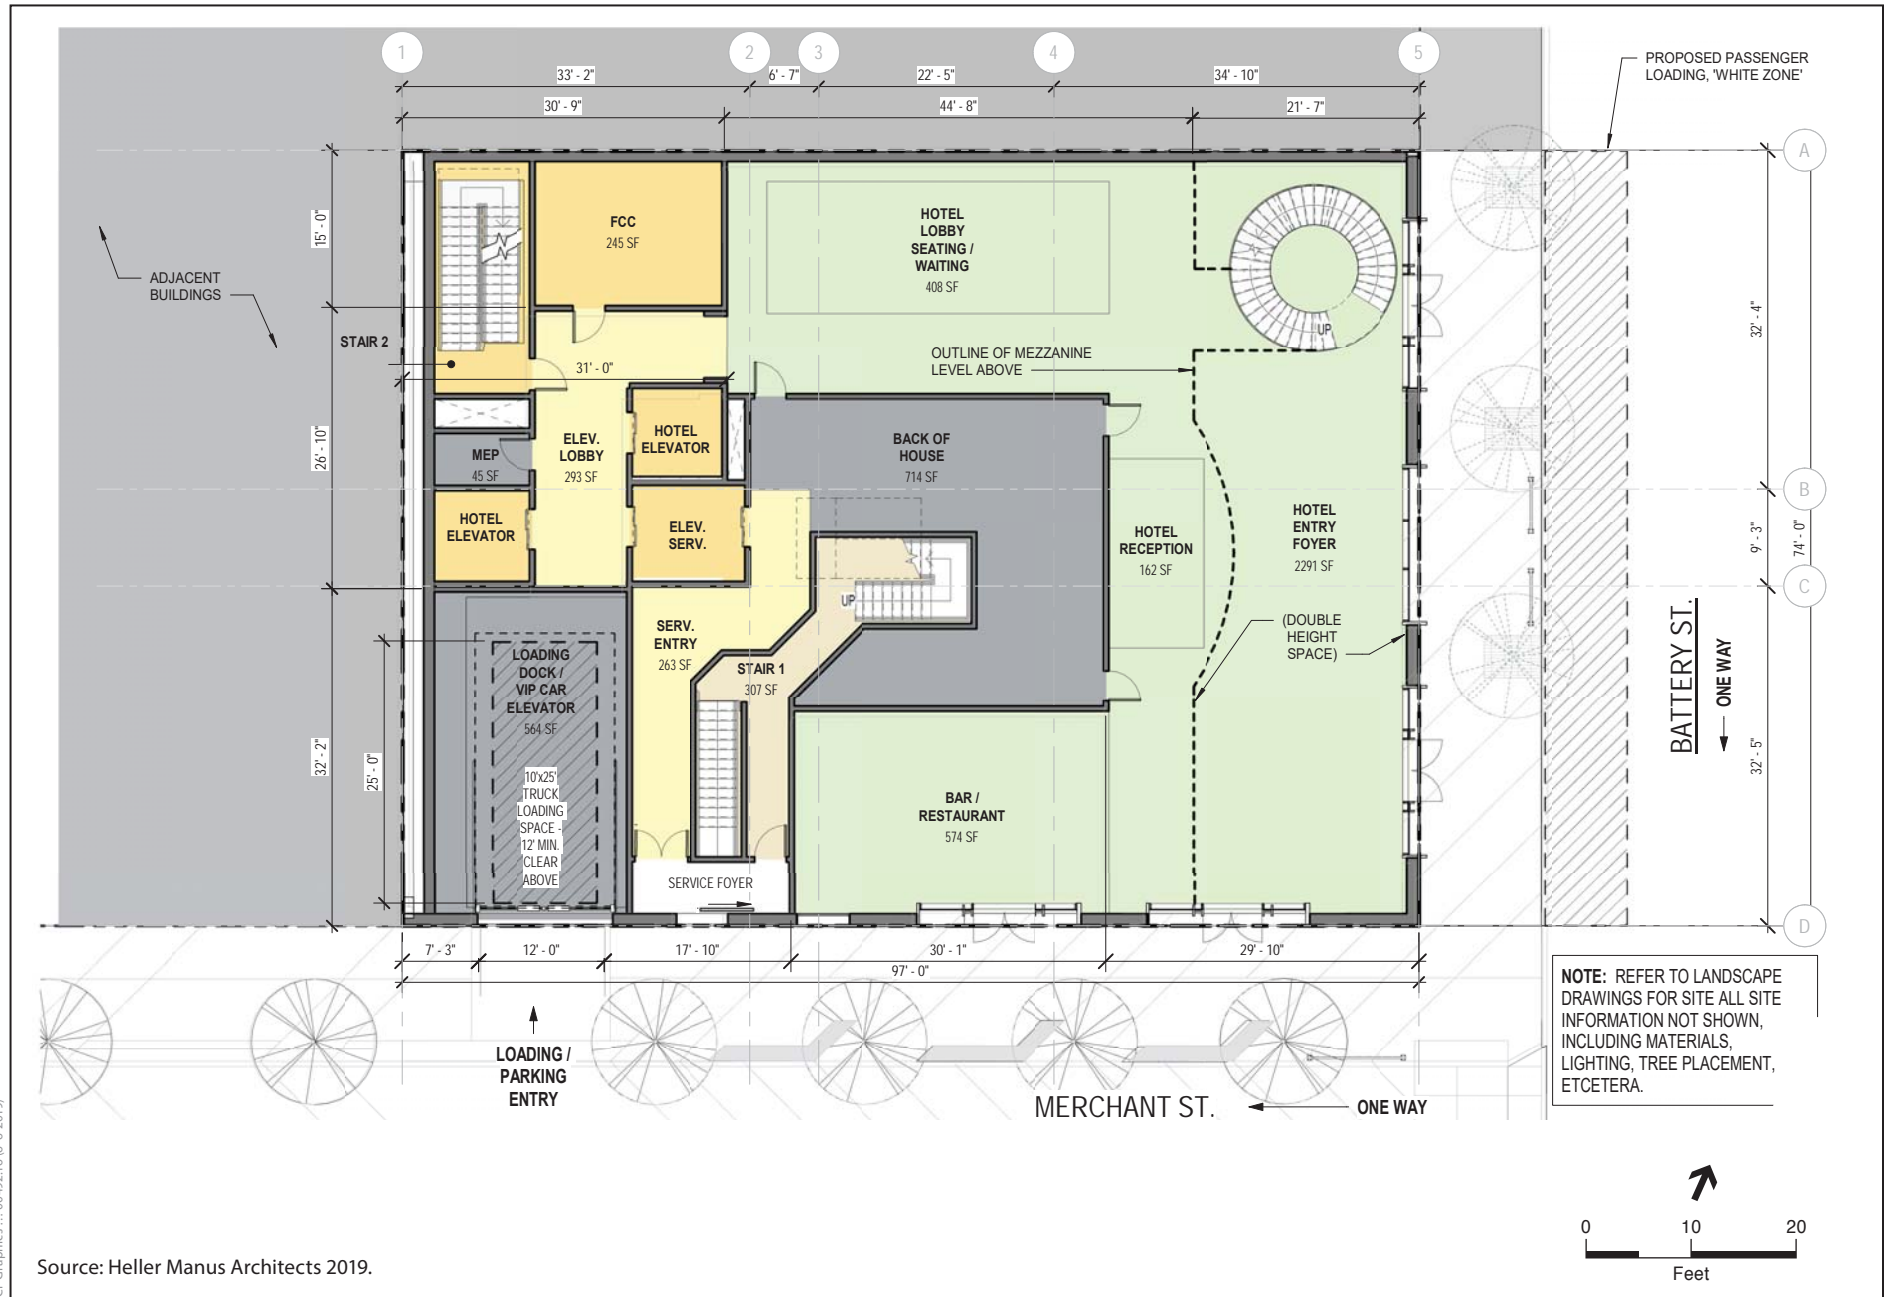 1
2
3
4
5
33' - 2"
6' - 7"
22' - 5"
34' - 10"
30' - 9"
44' - 8"
21' - 7"
PROPOSED PASSENGER
LOADING, 'WHITE ZONE'
A
B
C
D
ADJACENT
BUILDINGS
15' - 0"
26' - 10"
32' - 2"
25' - 0"
STAIR 2
31' - 0"
FCC
245 SF
HOTEL
LOBBY
SEATING /
WAITING
408 SF
UP
OUTLINE OF MEZZANINE
LEVEL ABOVE
MEP
45 SF
ELEV.
LOBBY
293 SF
HOTEL
ELEVATOR
HOTEL
ELEVATOR
ELEV.
SERV.
BACK OF
HOUSE
714 SF
HOTEL
RECEPTION
162 SF
HOTEL
ENTRY
FOYER
2291 SF
(DOUBLE
HEIGHT
SPACE)
UP
SERV.
ENTRY
263 SF
STAIR 1
307 SF
LOADING
DOCK /
VIP CAR
ELEVATOR
564 SF
10'x25'
TRUCK
LOADING
SPACE -
12' MIN.
CLEAR
ABOVE
SERVICE FOYER
BAR /
RESTAURANT
574 SF
32' - 4"
9' - 3"
74' - 0"
32' - 5"
BATTERY ST.
ONE WAY
7' - 3"
12' - 0"
17' - 10"
30' - 1"
29' - 10"
97' - 0"
LOADING /
PARKING
ENTRY
MERCHANT ST.
ONE WAY
NOTE: REFER TO LANDSCAPE
DRAWINGS FOR SITE ALL SITE
INFORMATION NOT SHOWN,
INCLUDING MATERIALS,
LIGHTING, TREE PLACEMENT,
ETCETERA.
0
10
20
Feet
Source: Heller Manus Architects 2019.